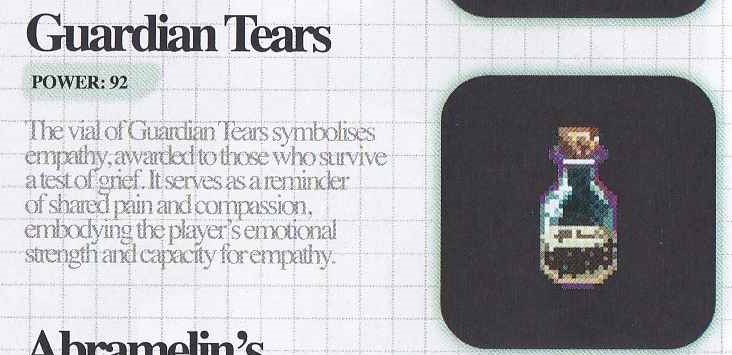 Guardian Tears
POWER: 92
The vial of Guardian Tears symbolises
empathy, awarded to those who survive
a test of grief. It serves as a reminder
of shared pain and compassion,
embodying the player's emotional
strength and capacity for empathy.
Abramelin's